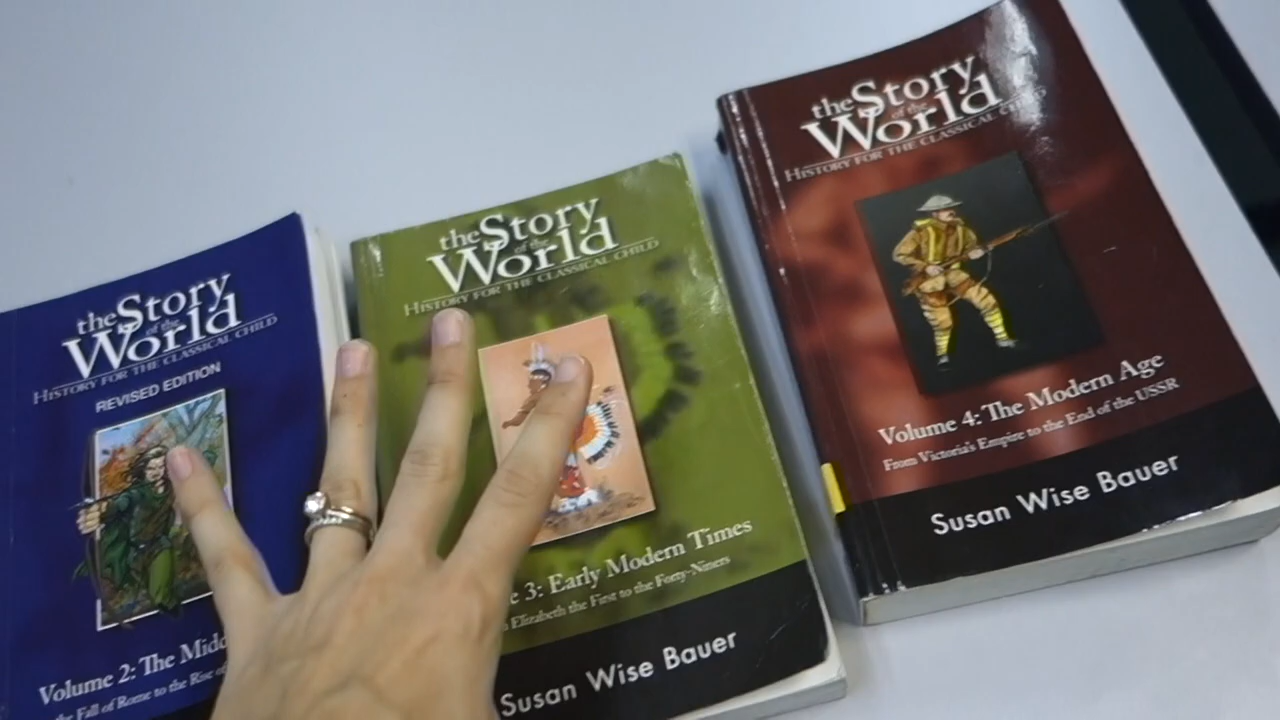 the Story
of the
World
HISTORY FOR THE CLASSICAL CHILD
REVISED EDITION
Volume 2: The
Fall of Rome to the Rise of
the Story
of the
World
HISTORY FOR THE CLASSICAL CHILD
3: Early Modern Times
Elizabeth the First to the Forty-Niners
Susan Wise Bauer
the Story
of the
World
HISTORY FOR THE CLASSICAL
Volume 4: The Modern Age
From Victoria's Empire to the End of the USSR
Susan Wise Bauer